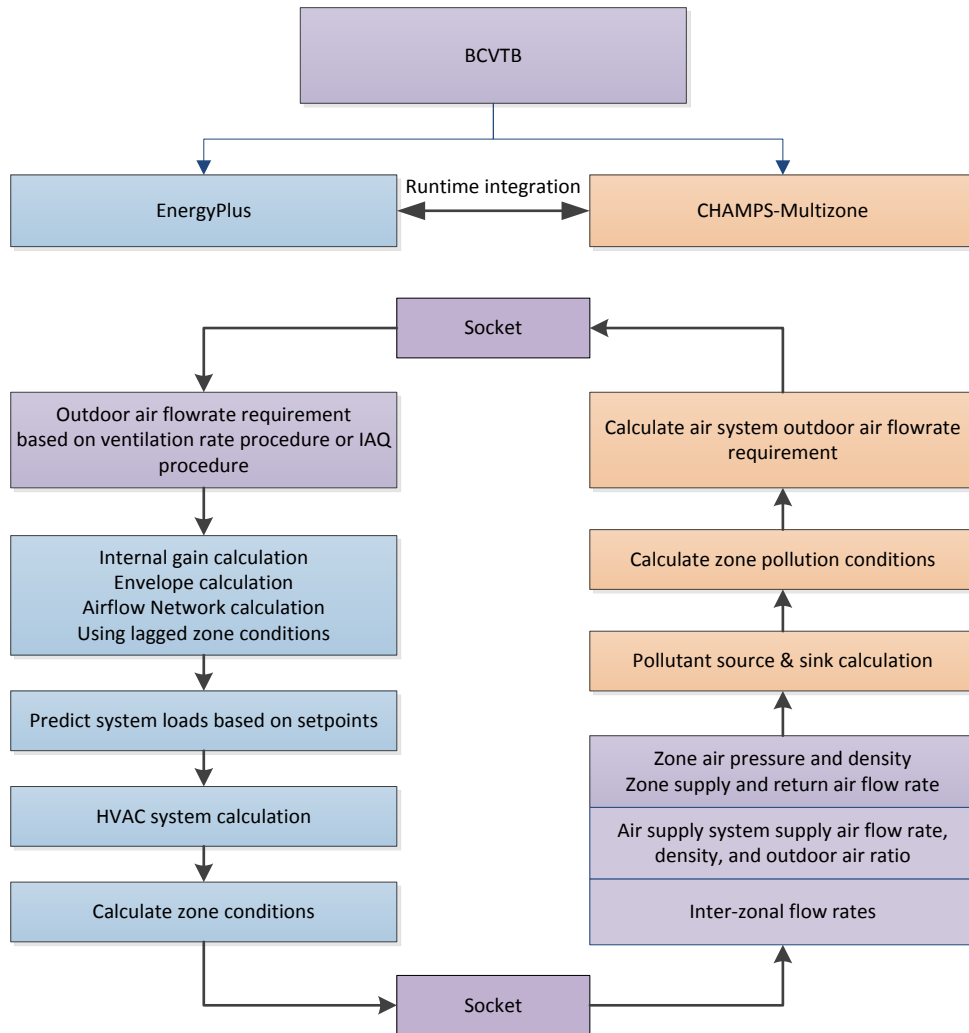 BCVTB
EnergyPlus
Runtime integration
CHAMPS-Multizone
Socket
Outdoor air flowrate requirement
based on ventilation rate procedure or IAQ
procedure
Internal gain calculation
Envelope calculation
Airflow Network calculation
Using lagged zone conditions
Predict system loads based on setpoints
HVAC system calculation
Calculate zone conditions
Socket
Calculate air system outdoor air flowrate
requirement
Calculate zone pollution conditions
Pollutant source & sink calculation
Zone air pressure and density
Zone supply and return air flow rate
Air supply system supply air flow rate,
density, and outdoor air ratio
Inter-zonal flow rates